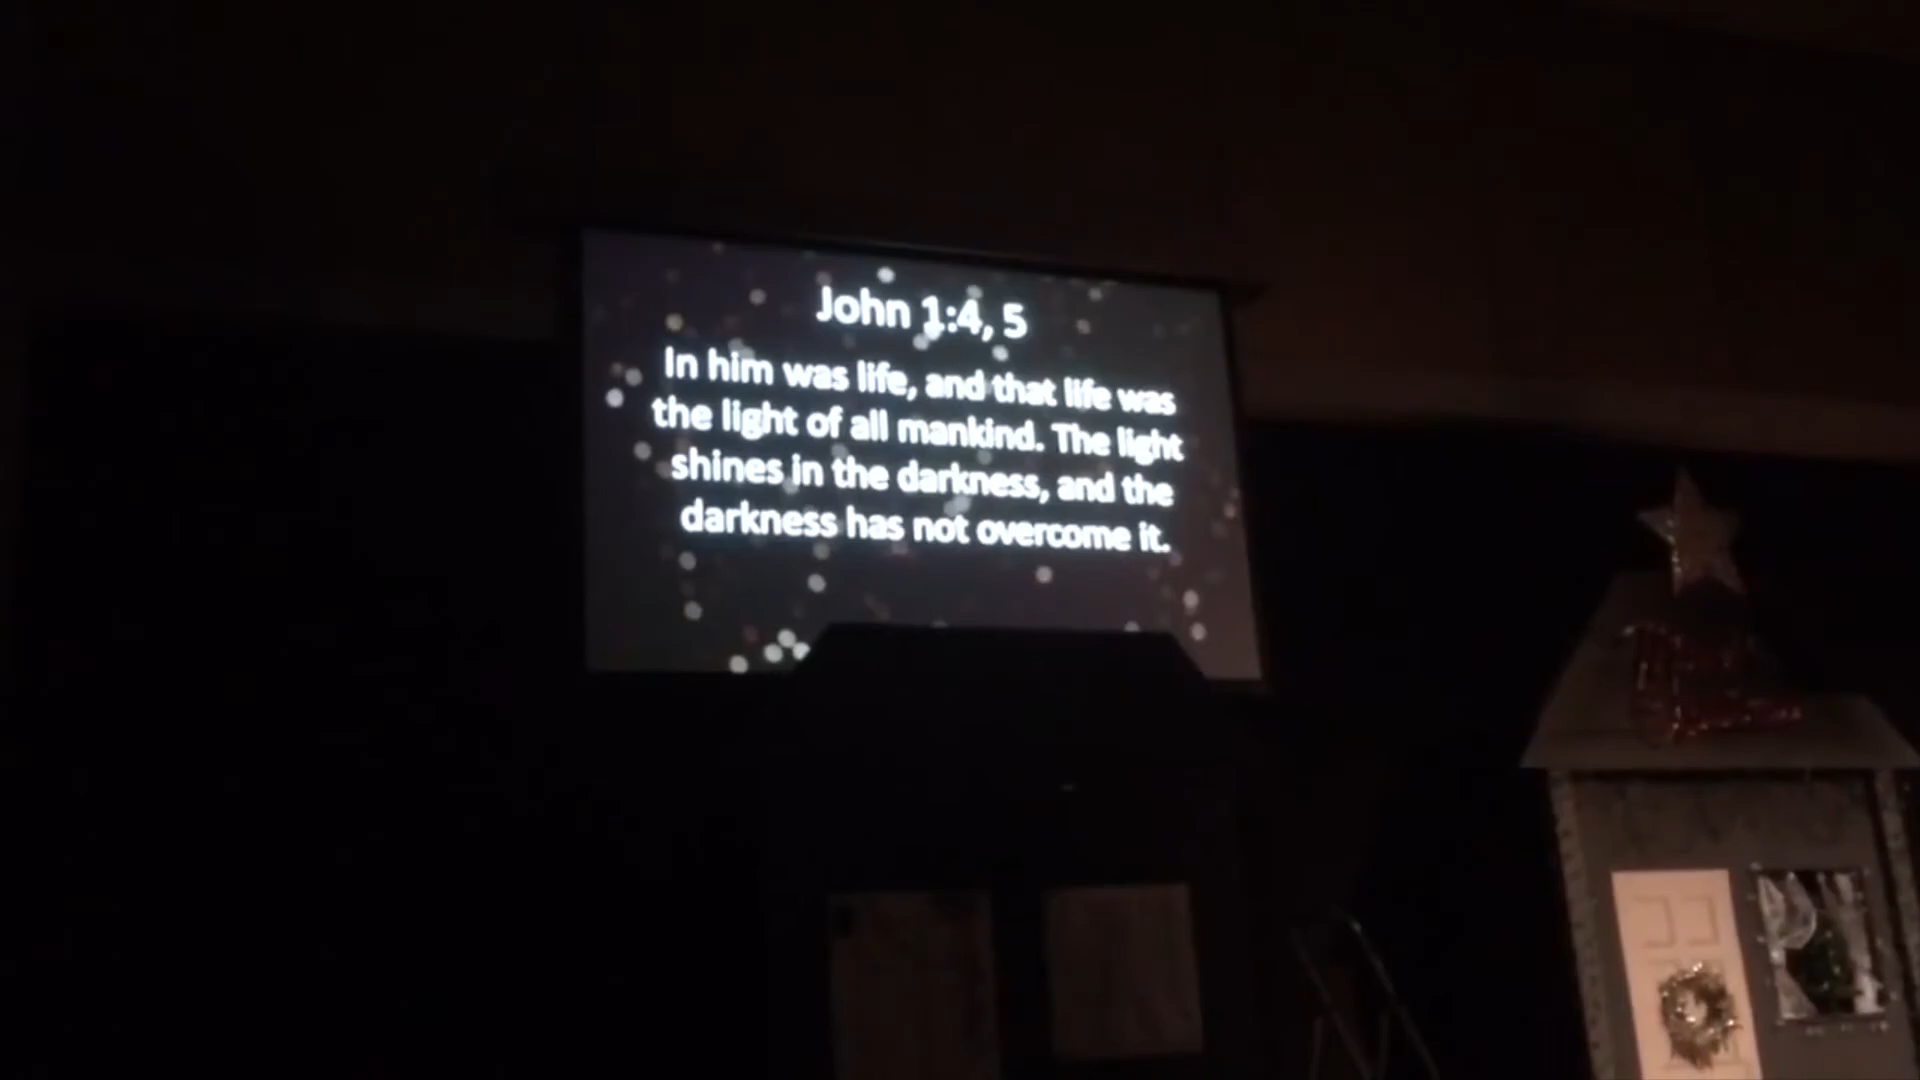 John 1:4, 5
In him was life, and that life was
the light of all mankind. The light
shines in the darkness, and the
darkness has not overcome it.